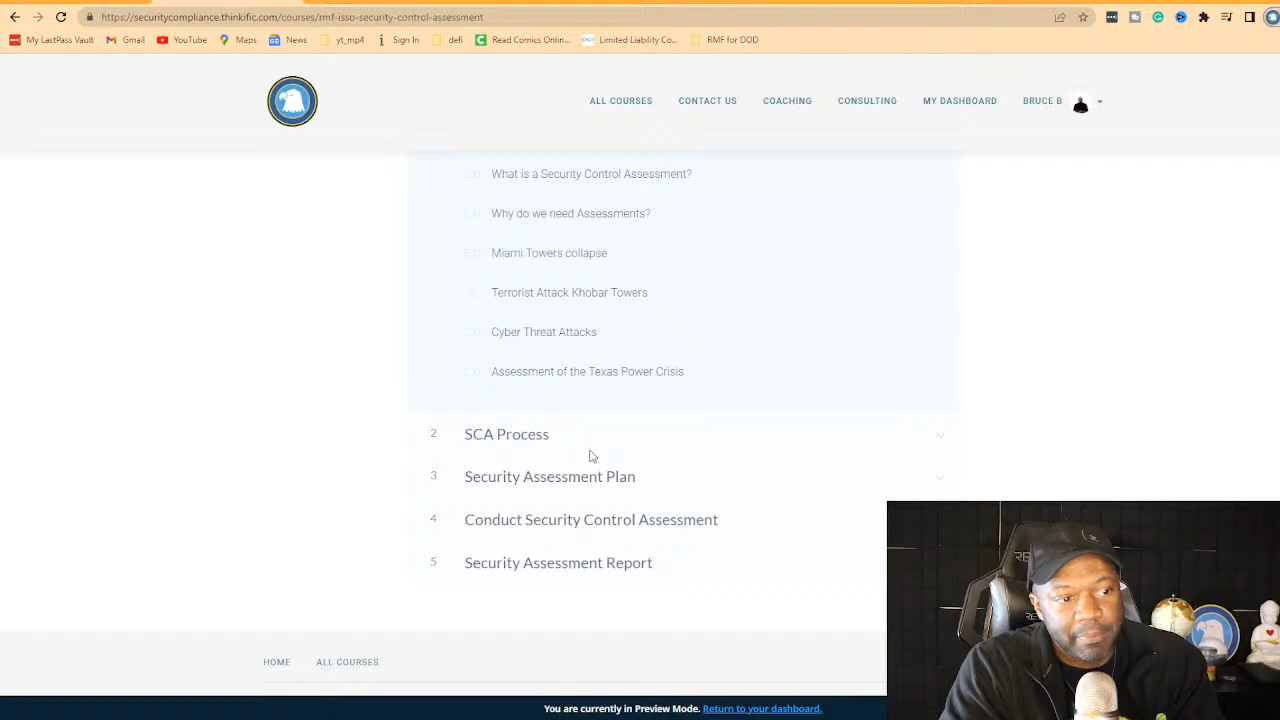 https://securitycompliance.thinkific.com/courses/rmf-isso-security-control-assessment
My LastPass Vault Gmail YouTube Maps News yt_mp4 Sign In defi Read Comics Onlin... Limited Liability Co... RMF for DOD
ALL COURSES CONTACT US COACHING CONSULTING MY DASHBOARD BRUCE B
What is a Security Control Assessment?
Why do we need Assessments?
Miami Towers collapse
Terrorist Attack Khobar Towers
Cyber Threat Attacks
Assessment of the Texas Power Crisis
2 SCA Process
3 Security Assessment Plan
4 Conduct Security Control Assessment
5 Security Assessment Report
HOME ALL COURSES
You are currently in Preview Mode. Return to your dashboard.